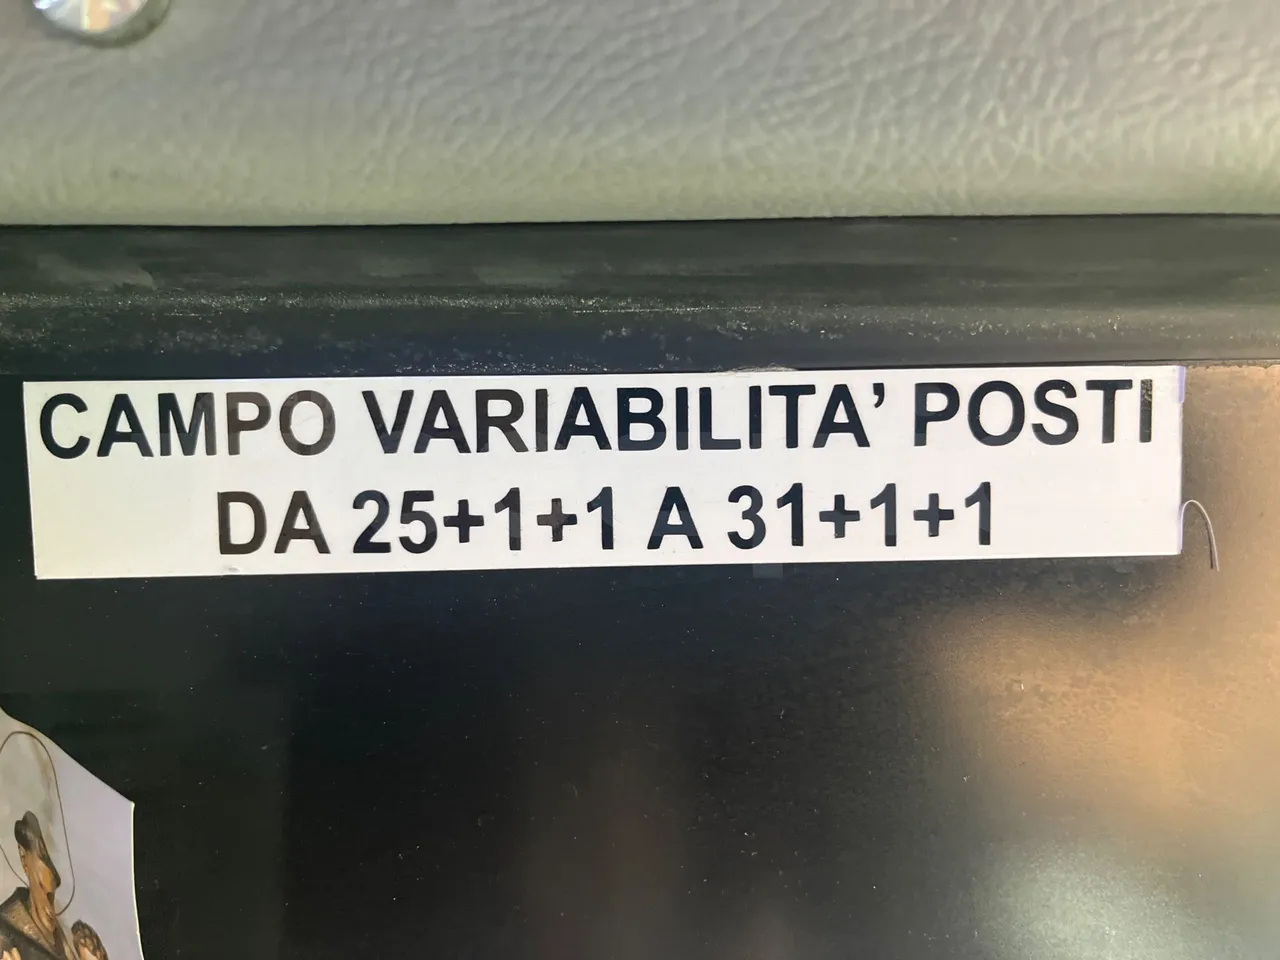 CAMPO VARIABILITA' POSTI
DA 25+1+1 A 31+1+1